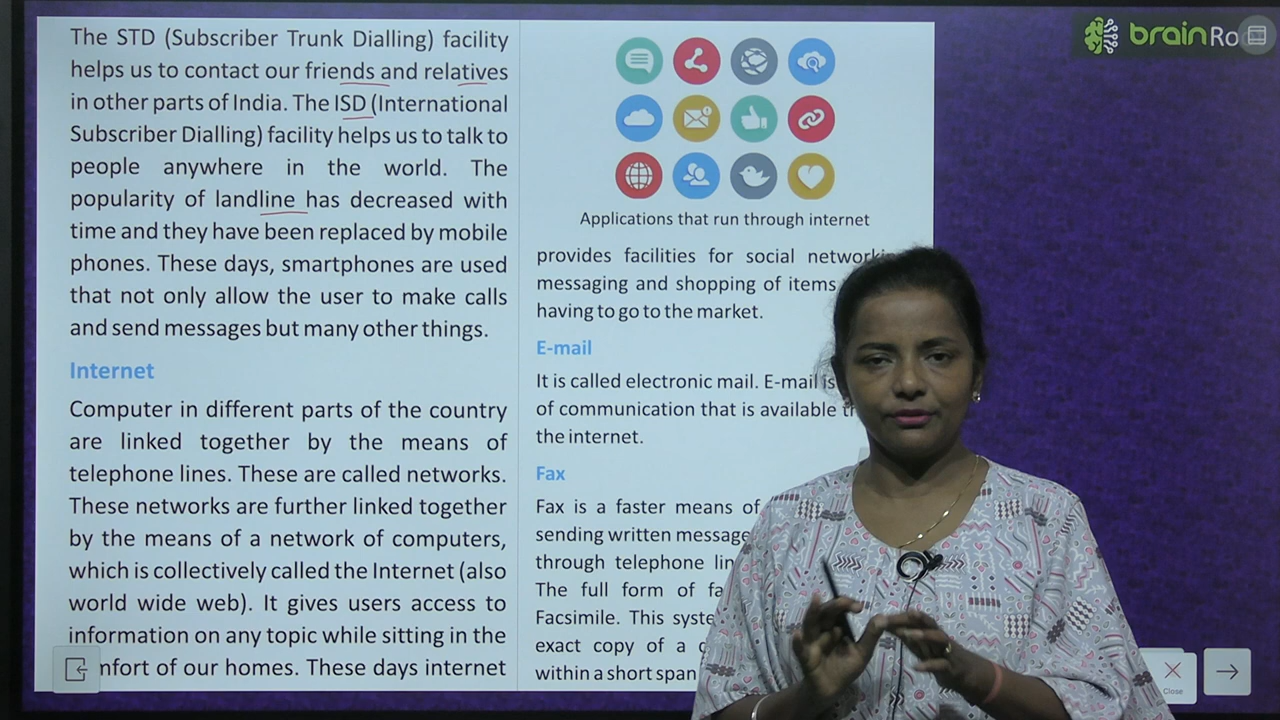 The STD (Subscriber Trunk Dialling) facility
helps us to contact our friends and relatives
in other parts of India. The ISD (International
Subscriber Dialling) facility helps us to talk to
people anywhere in the world. The
popularity of landline has decreased with
time and they have been replaced by mobile
phones. These days, smartphones are used
that not only allow the user to make calls
and send messages but many other things.
Internet
Computer in different parts of the country
are linked together by the means of
telephone lines. These are called networks.
These networks are further linked together
by the means of a network of computers,
which is collectively called the Internet (also
world wide web). It gives users access to
information on any topic while sitting in the
of our homes. These days internet
Applications that run through internet
provides facilities for social
messaging and shopping of items
having to go to the market.
E-mail
It is called electronic mail. E-mail is
of communication that is available
the internet.
Fax
Fax is a faster means of
sending written
through telephone
The full form of
Facsimile. This
exact copy of a
within a short span
brain
Close